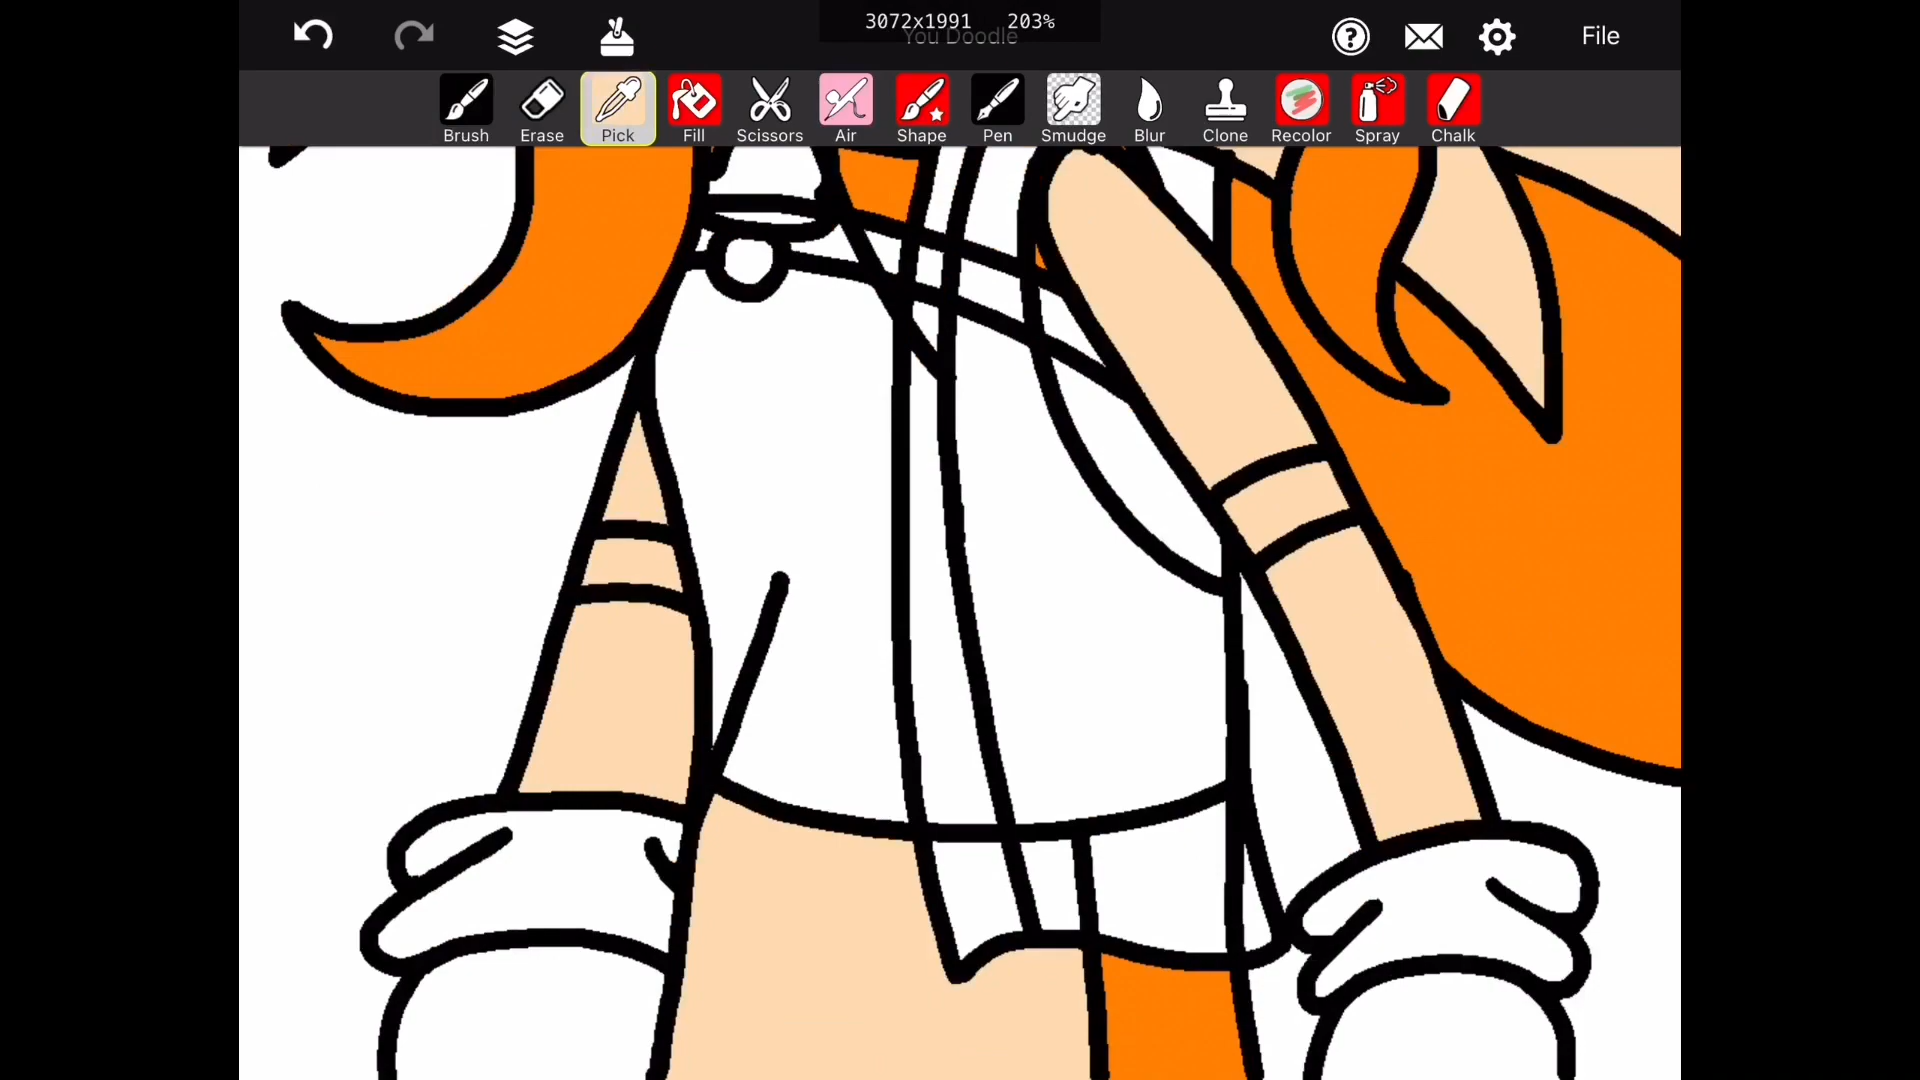 3072x1991 203%
You Doodle
File
Brush Erase Pick Fill Scissors Air Shape Pen Smudge Blur Clone Recolor Spray Chalk